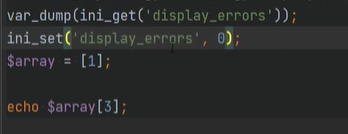 var_dump(ini_get('display_errors'));
ini_set('display_errors', 0);
$array = [1];
echo $array[3];